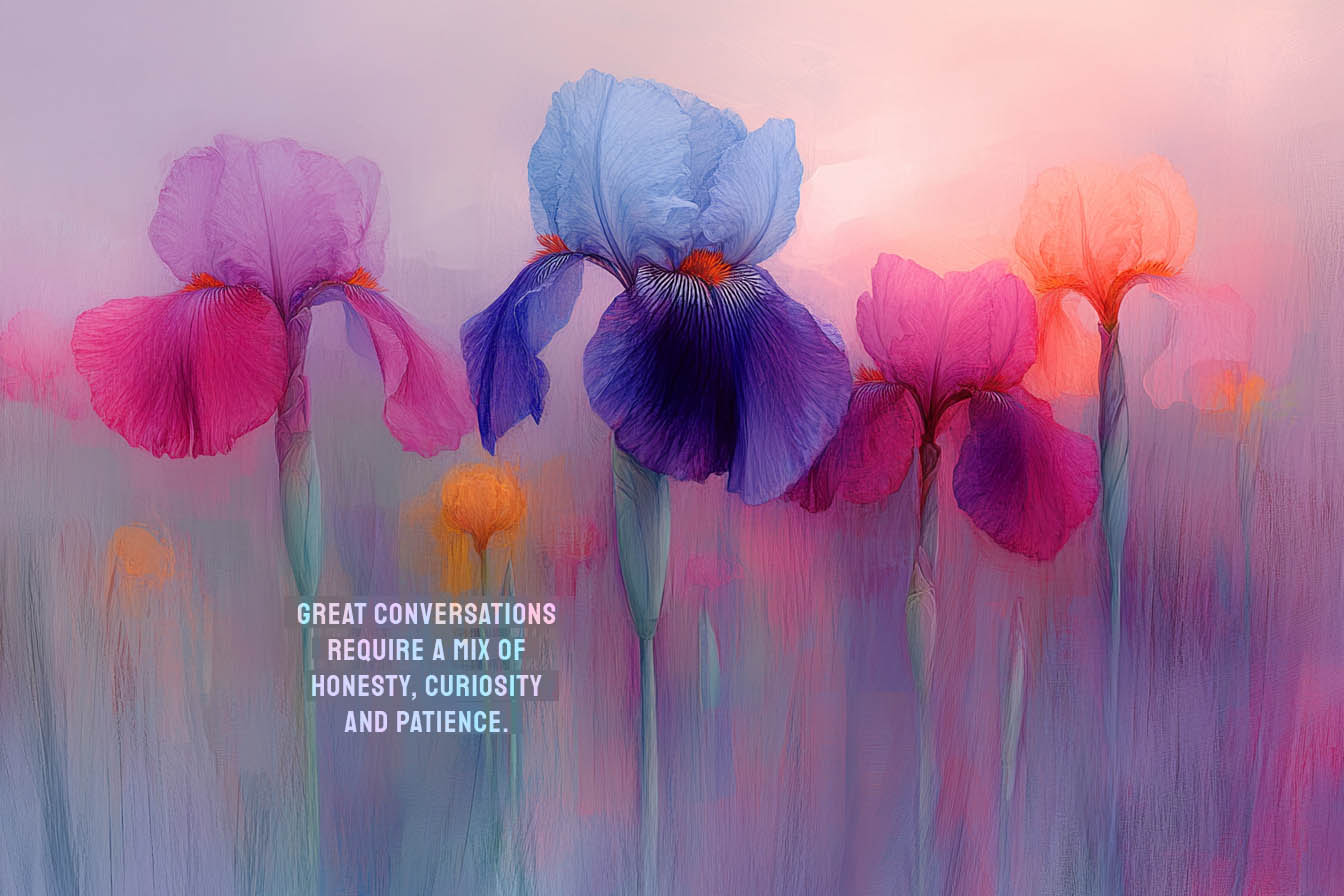 GREAT CONVERSATIONS
REQUIRE A MIX OF
HONESTY, CURIOSITY
AND PATIENCE.